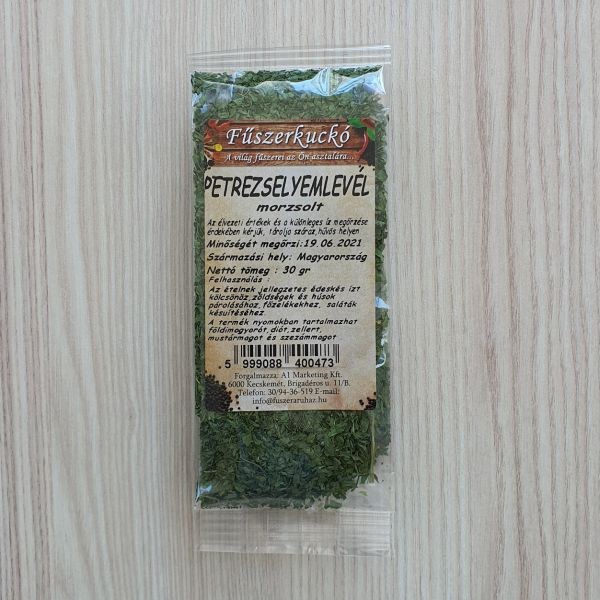 Fűszerkuckó
A világ fűszerei az Ön asztalára...
PETREZSELYEMLEVÉL
morzsolt
Az élvezeti értékek és a különleges íz megőrzése
érdekében kérjük, tárolja száraz,hűvös helyen
Minőségét megőrzi:19.06.2021
Származási hely: Magyarország
Nettó tömeg : 30 gr
Felhasználás :
Az ételnek jellegzetes édeskés ízt
kölcsönöz,zöldségek és húsok
párolásához,főzelékekhez, saláták
készítéséhez
A termék nyomokban tartalmazhat
földimogyorót,diót,zellert,
mustármagot és szezámmagot
5 999088 400473
Forgalmazza: A1 Marketing Kft.
6000 Kecskemét, Brigadéros u. 11/B.
Telefon: 30/94-36-519 E-mail:
info@fuszeraruhaz.hu